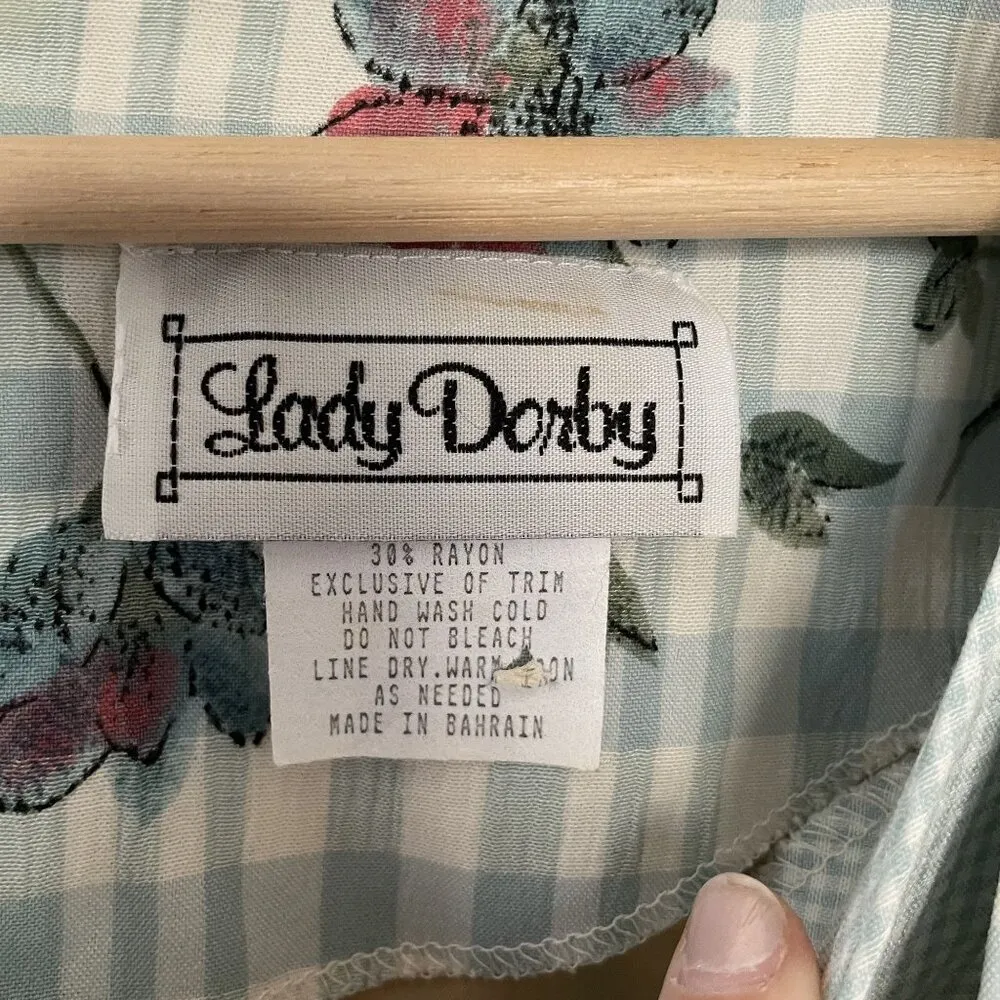 Lady Dorby
30% RAYON
EXCLUSIVE OF TRIM
HAND WASH COLD
DO NOT BLEACH
LINE DRY.WARM
AS NEEDED
MADE IN BAHRAIN